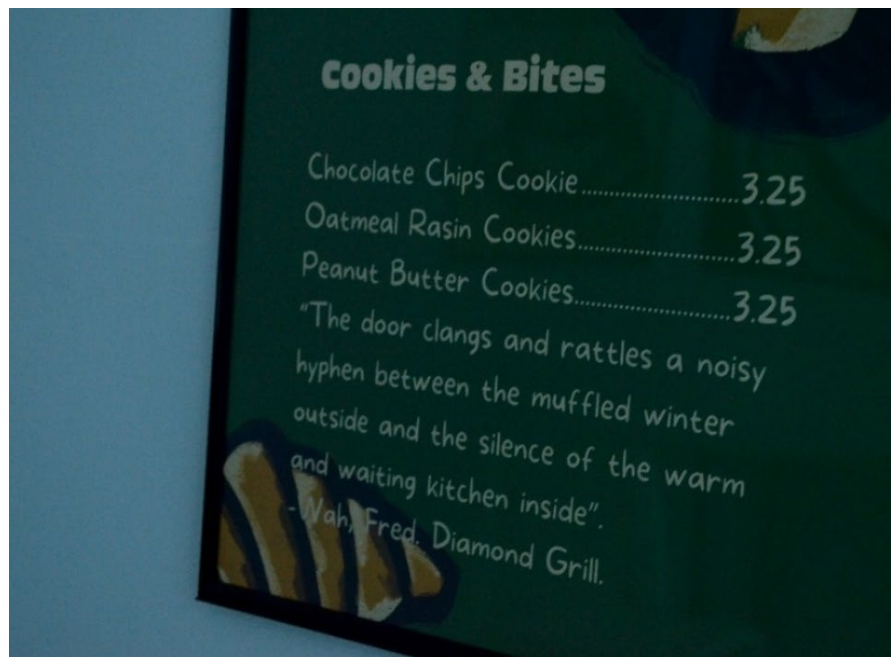 Cookies & Bites
Chocolate Chips Cookie..........................3.25
Oatmeal Rasin Cookies..........................3.25
Peanut Butter Cookies..........................3.25
“The door clangs and rattles a noisy
hyphen between the muffled winter
outside and the silence of the warm
and waiting kitchen inside”.
-Wah, Fred. Diamond Grill.